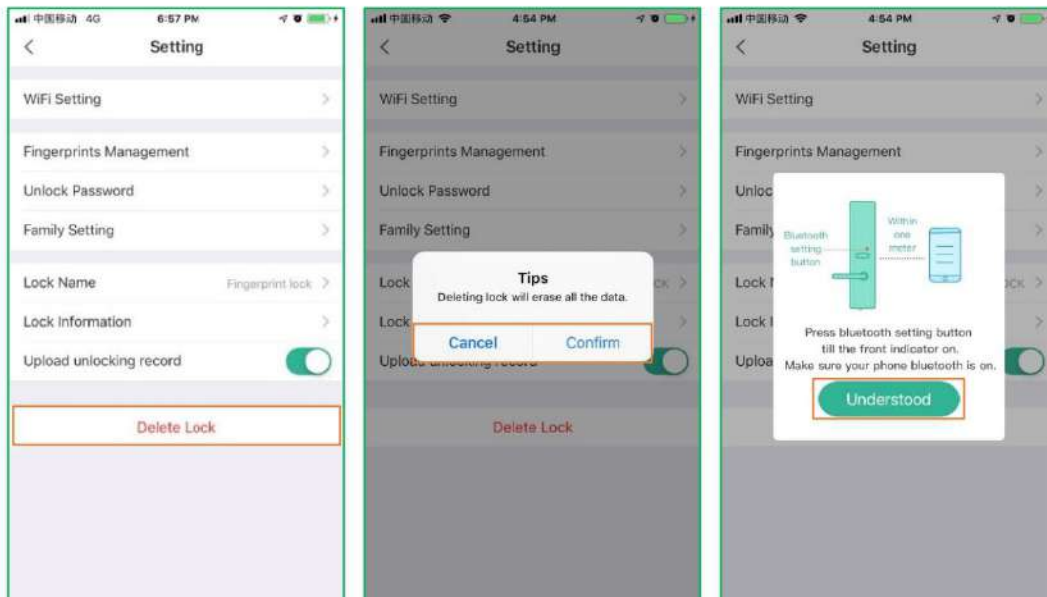 中国移动 4G 6:57 PM
Setting
WiFi Setting
Fingerprints Management
Unlock Password
Family Setting
Lock Name Fingerprint lock
Lock Information
Upload unlocking record
Delete Lock
中国移动 4:54 PM
Setting
WiFi Setting
Fingerprints Management
Unlock Password
Family Setting
Lock
Tips
Deleting lock will erase all the data.
Lock
Cancel Confirm
Upload unlocking record
Delete Lock
中国移动 4:54 PM
Setting
WiFi Setting
Fingerprints Management
Unloc
Family
Bluetooth
setting
button
Within
one
meter
Lock
Lock
Press bluetooth setting button
till the front indicator on.
Make sure your phone bluetooth is on.
Uploa
Understood